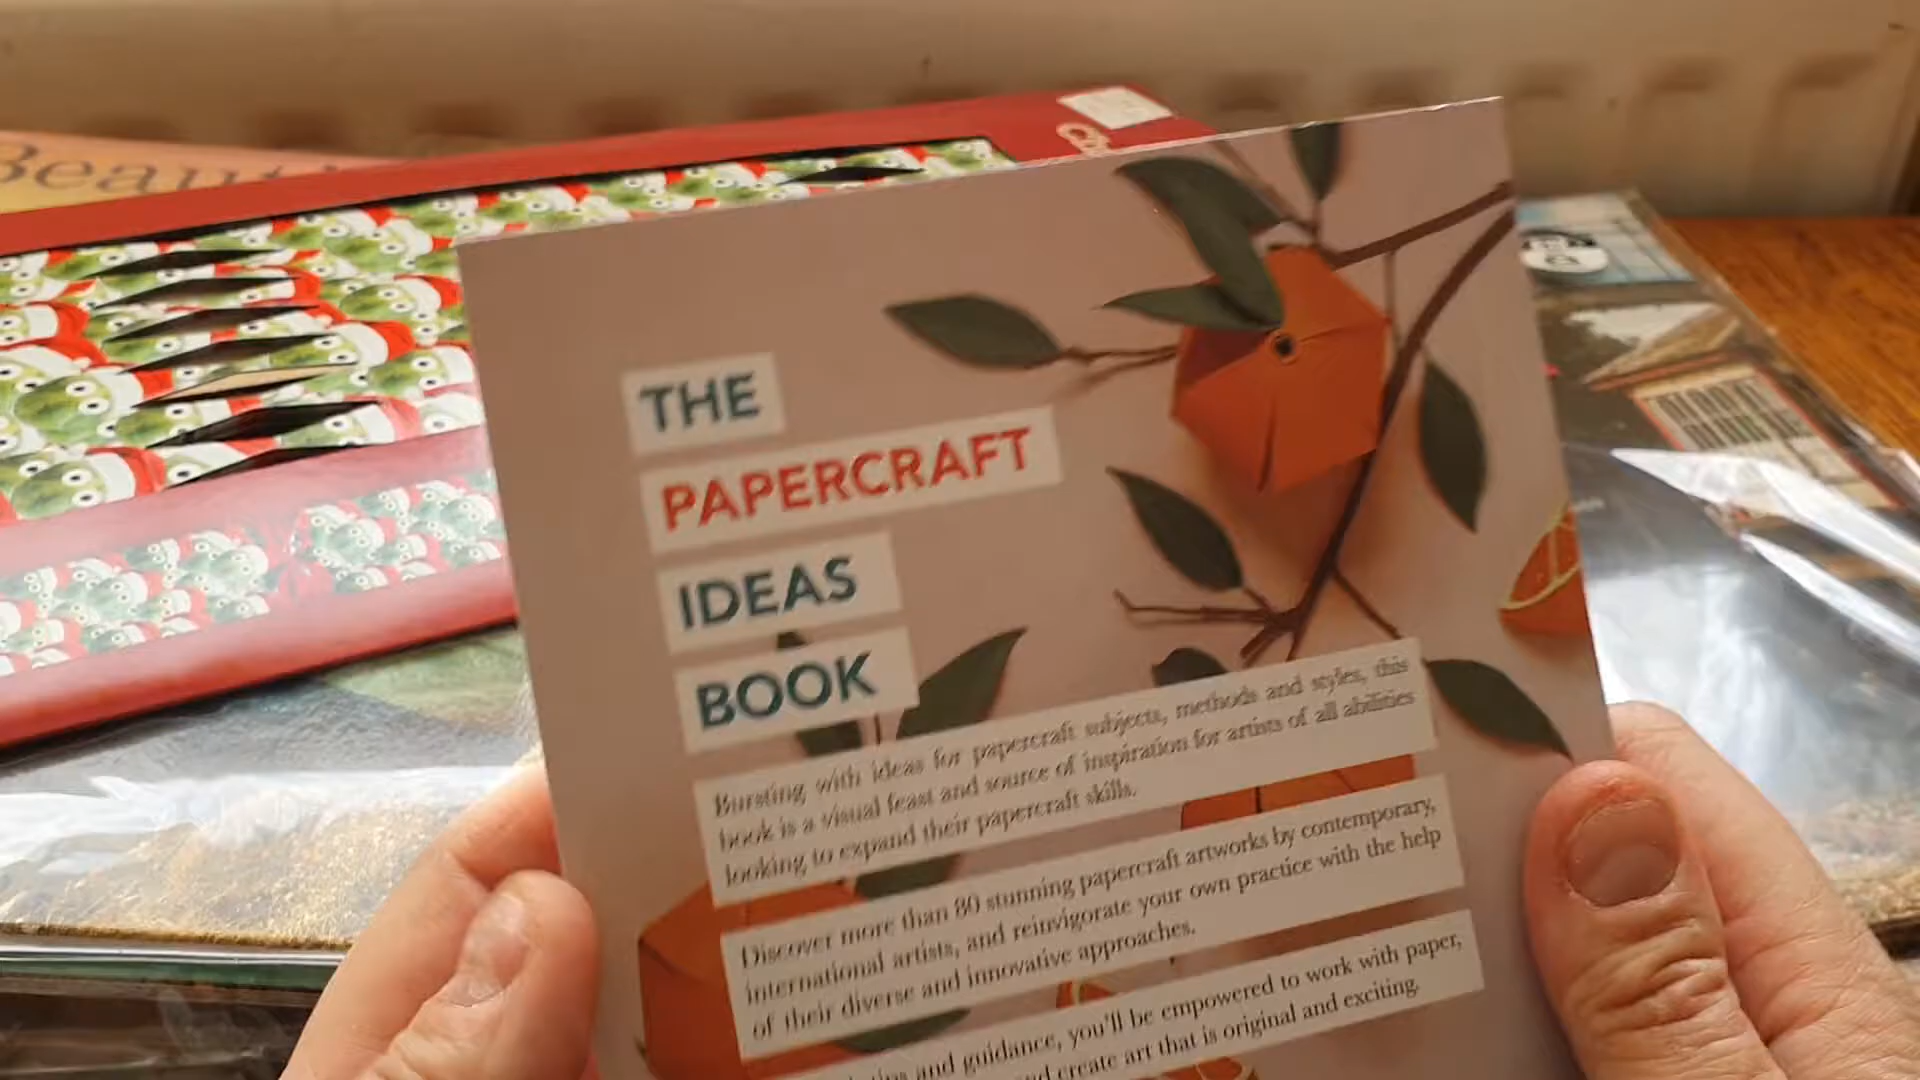 Beaut
THE
PAPERCRAFT
IDEAS
BOOK
Bursting with ideas for papercraft subjects, methods and styles, this
book is a visual feast and source of inspiration for artists of all abilities
looking to expand their papercraft skills.
Discover more than 80 stunning papercraft artworks by contemporary,
international artists, and reinvigorate your own practice with the help
of their diverse and innovative approaches.
and guidance, you'll be empowered to work with paper,
and create art that is original and exciting.